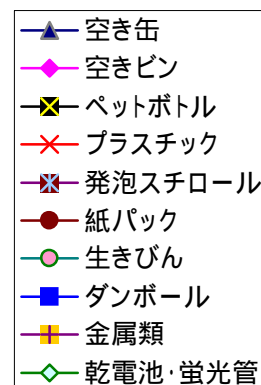 空き缶
空きビン
ペットボトル
プラスチック
発泡スチロール
紙パック
生きびん
ダンボール
金属類
乾電池･蛍光管